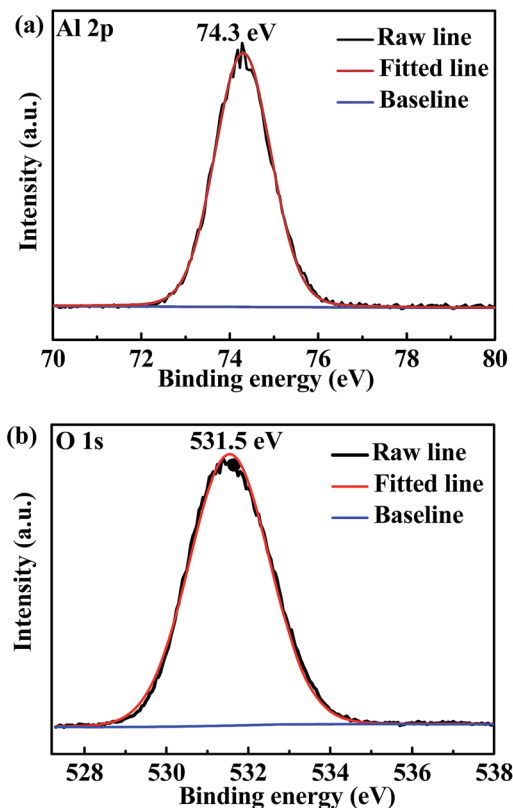 (a)
Al 2p
74.3 eV
Raw line
Fitted line
Baseline
Intensity (a.u.)
70 72 74 76 78 80
Binding energy (eV)
(b)
O 1s
531.5 eV
Raw line
Fitted line
Baseline
Intensity (a.u.)
528 530 532 534 536 538
Binding energy (eV)